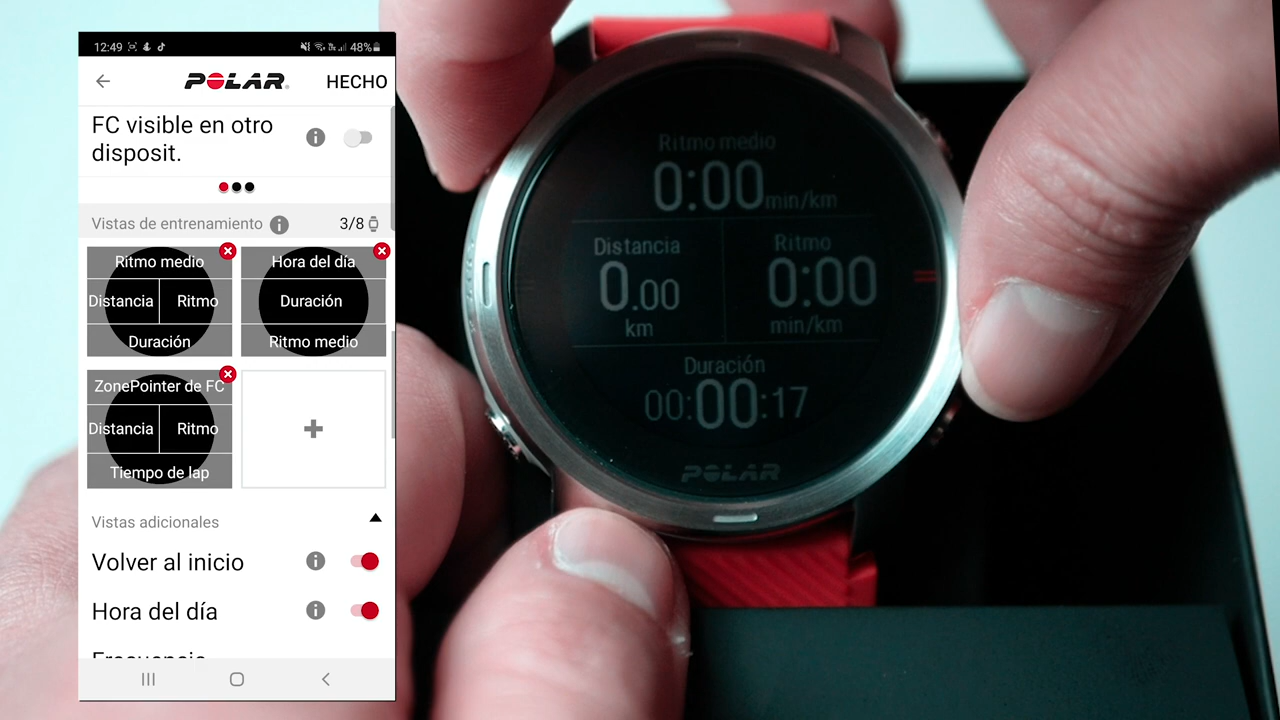 12:49
48%
POLAR
HECHO
FC visible en otro
disposit.
Vistas de entrenamiento
3/8
Ritmo medio
Distancia
Ritmo
Duración
Hora del día
Duración
Ritmo medio
ZonePointer de FC
Distancia
Ritmo
Tiempo de lap
Vistas adicionales
Volver al inicio
Hora del día
Ritmo medio
0:00 min/km
Distancia
0.00
km
Ritmo
0:00
min/km
Duración
00:00:17
POLAR